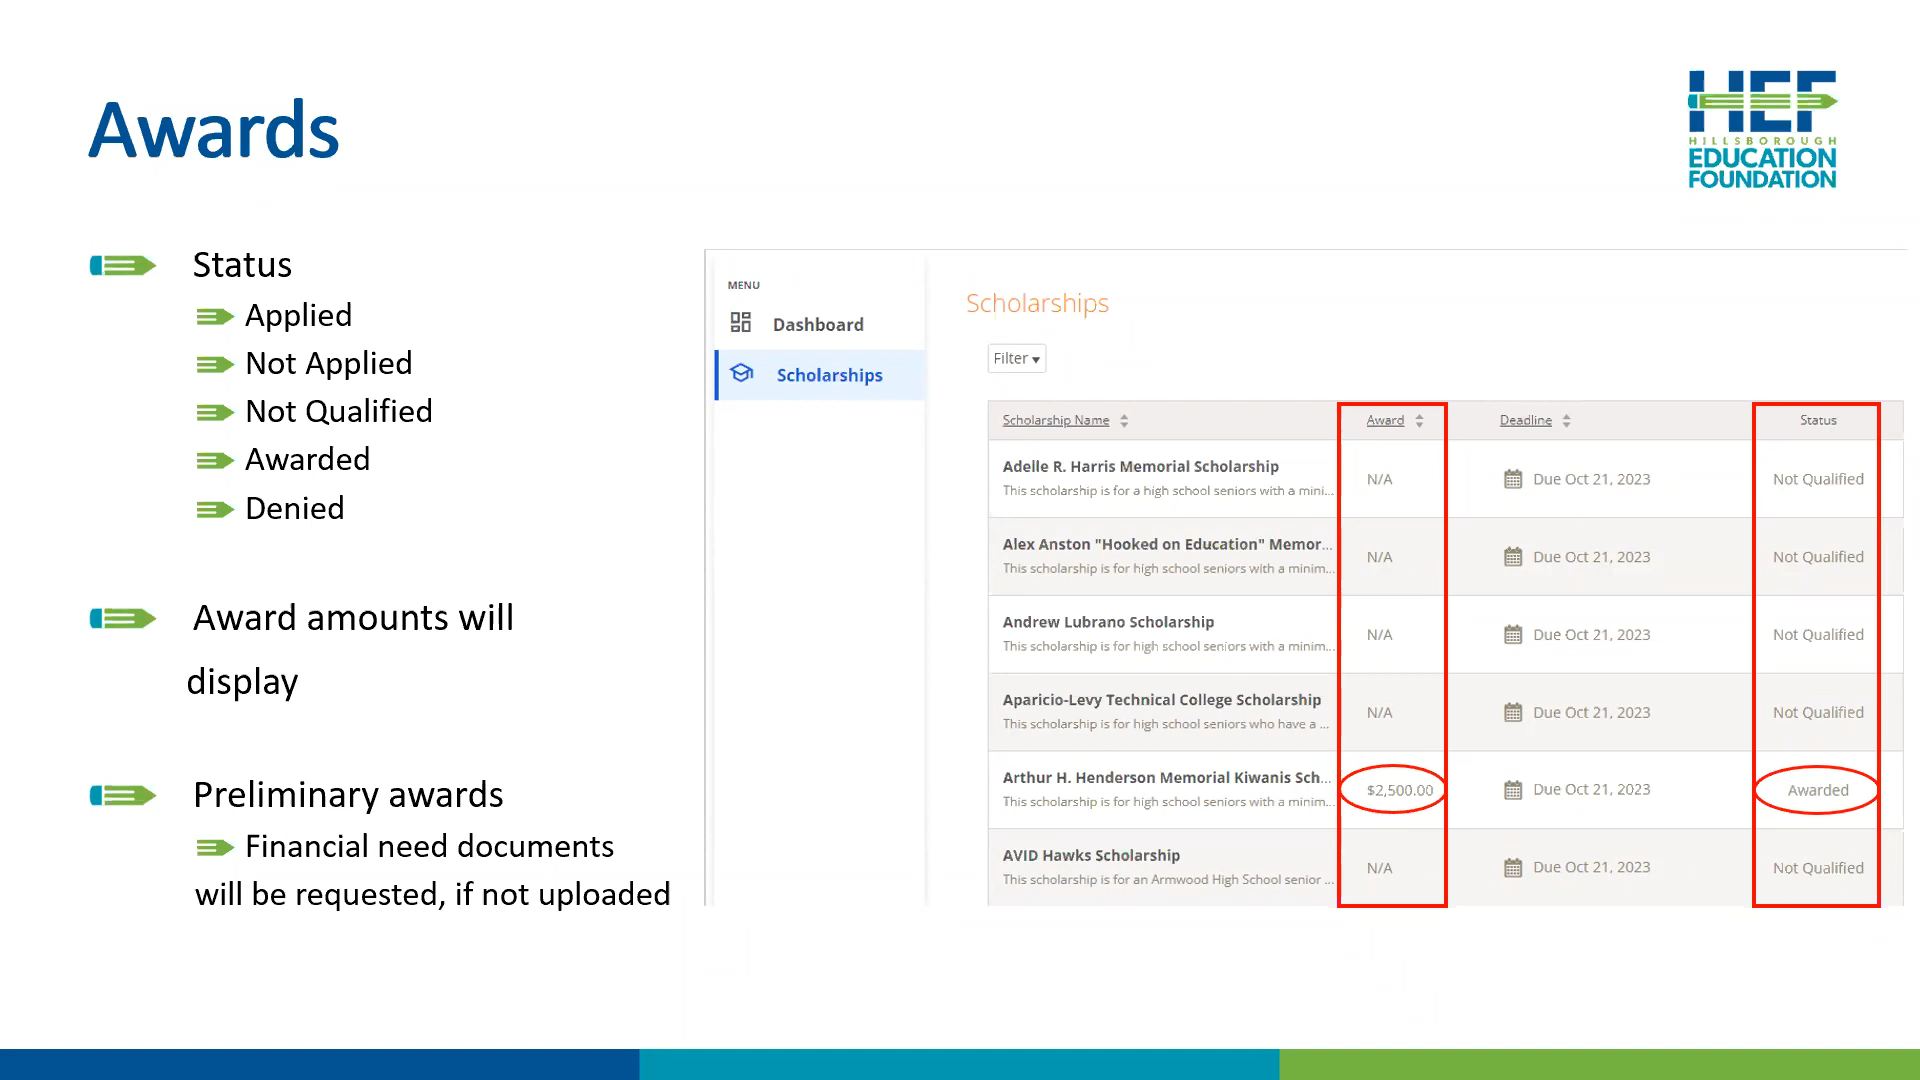 Awards
HEF
HILLSBOROUGH
EDUCATION
FOUNDATION
Status
Applied
Not Applied
Not Qualified
Awarded
Denied
Award amounts will
display
Preliminary awards
Financial need documents
will be requested, if not uploaded
MENU
Dashboard
Scholarships
Scholarships
Filter
Scholarship Name Award Deadline Status
Adelle R. Harris Memorial Scholarship
This scholarship is for a high school seniors with a mini...
N/A Due Oct 21, 2023 Not Qualified
Alex Anston "Hooked on Education" Memor...
This scholarship is for high school seniors with a minim...
N/A Due Oct 21, 2023 Not Qualified
Andrew Lubrano Scholarship
This scholarship is for high school seniors with a minim...
N/A Due Oct 21, 2023 Not Qualified
Aparicio-Levy Technical College Scholarship
This scholarship is for high school seniors who have a ...
N/A Due Oct 21, 2023 Not Qualified
Arthur H. Henderson Memorial Kiwanis Sch...
This scholarship is for high school seniors with a minim...
$2,500.00 Due Oct 21, 2023 Awarded
AVID Hawks Scholarship
This scholarship is for an Armwood High School senior ...
N/A Due Oct 21, 2023 Not Qualified